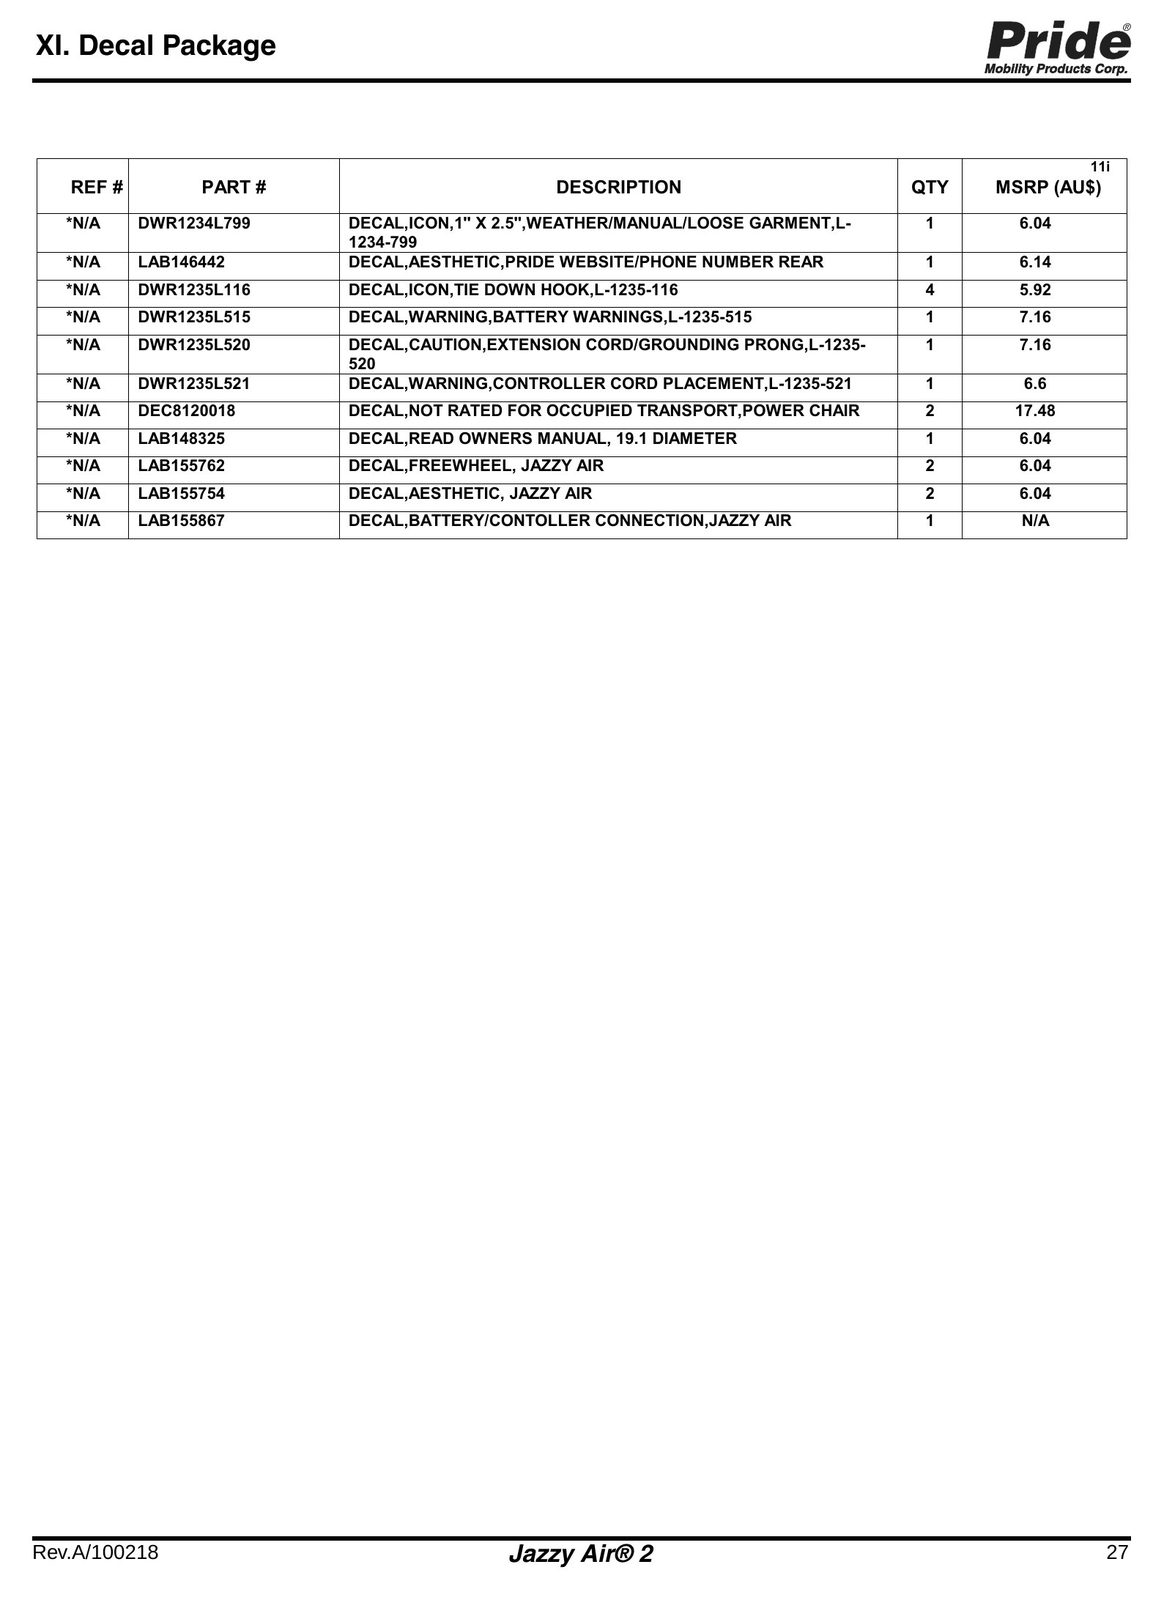 XI. Decal Package
Pride®
Mobility Products Corp.
11i
REF # PART # DESCRIPTION QTY MSRP (AU$)
*N/A DWR1234L799 DECAL,ICON,1" X 2.5",WEATHER/MANUAL/LOOSE GARMENT,L- 1 6.04
1234-799
*N/A LAB146442 DECAL,AESTHETIC,PRIDE WEBSITE/PHONE NUMBER REAR 1 6.14
*N/A DWR1235L116 DECAL,ICON,TIE DOWN HOOK,L-1235-116 4 5.92
*N/A DWR1235L515 DECAL,WARNING,BATTERY WARNINGS,L-1235-515 1 7.16
*N/A DWR1235L520 DECAL,CAUTION,EXTENSION CORD/GROUNDING PRONG,L-1235- 1 7.16
520
*N/A DWR1235L521 DECAL,WARNING,CONTROLLER CORD PLACEMENT,L-1235-521 1 6.6
*N/A DEC8120018 DECAL,NOT RATED FOR OCCUPIED TRANSPORT,POWER CHAIR 2 17.48
*N/A LAB148325 DECAL,READ OWNERS MANUAL, 19.1 DIAMETER 1 6.04
*N/A LAB155762 DECAL,FREEWHEEL, JAZZY AIR 2 6.04
*N/A LAB155754 DECAL,AESTHETIC, JAZZY AIR 2 6.04
*N/A LAB155867 DECAL,BATTERY/CONTOLLER CONNECTION,JAZZY AIR 1 N/A
Rev.A/100218 Jazzy Air® 2 27